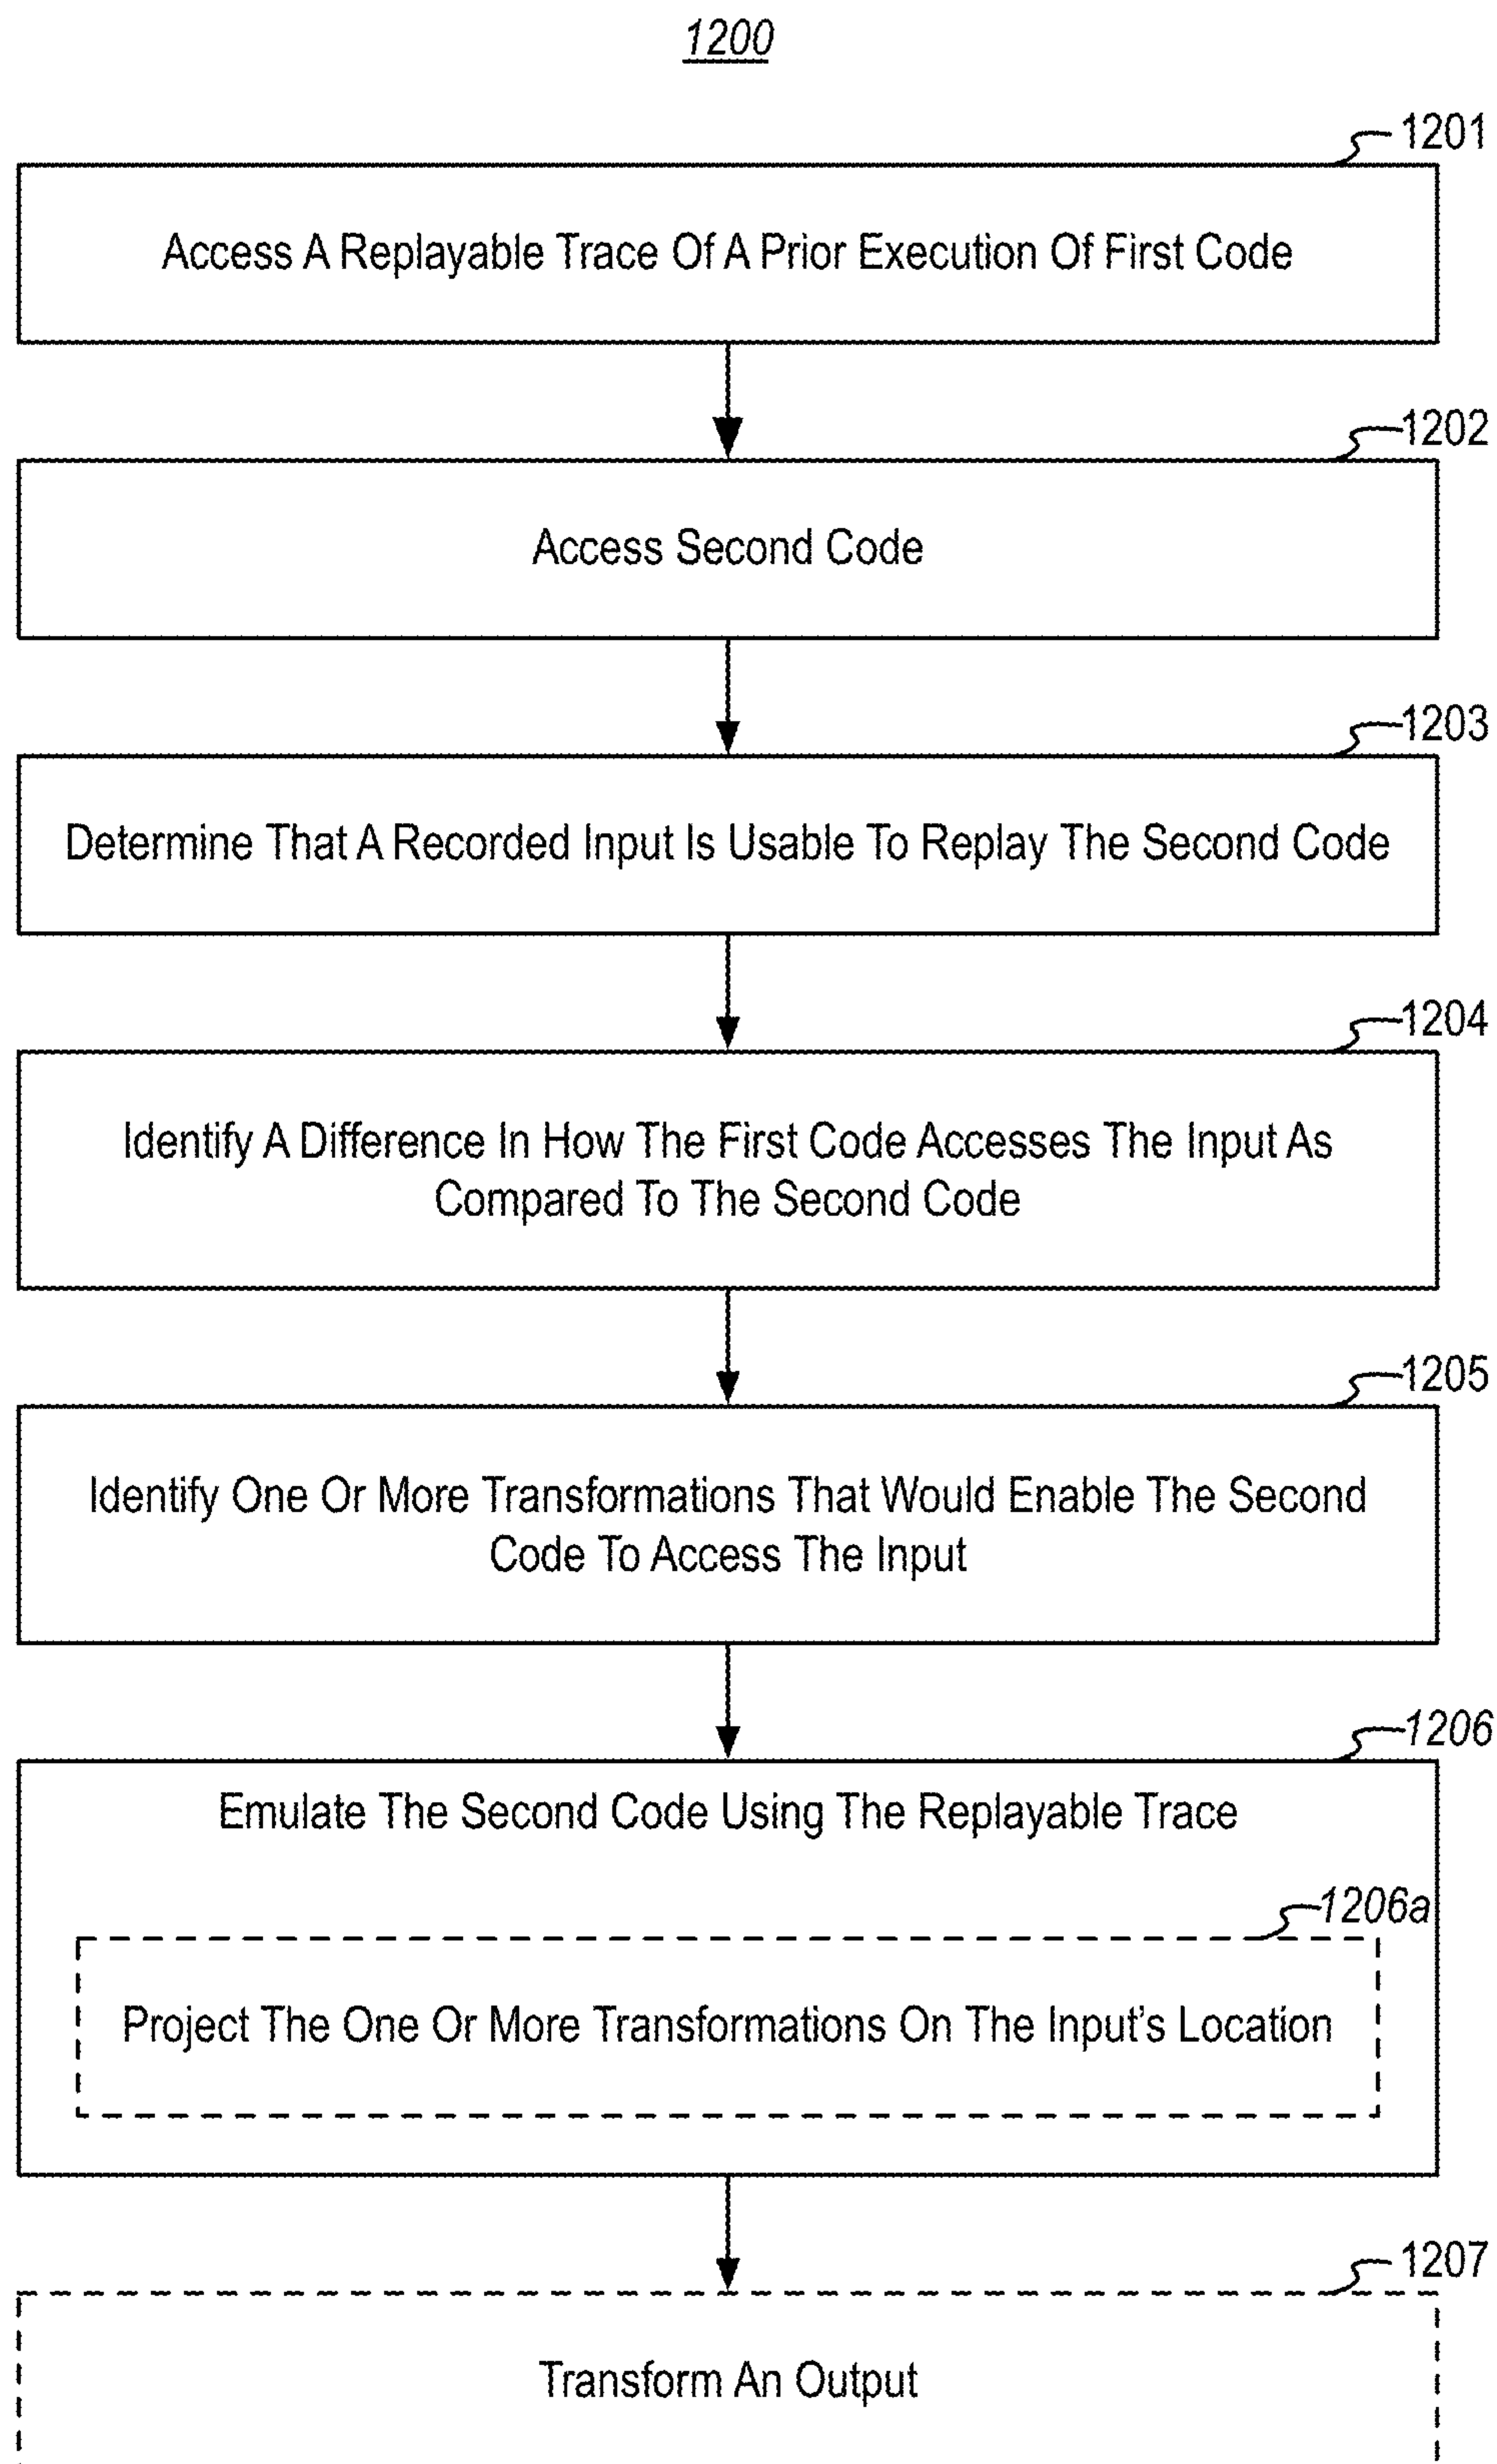 1200
1201
Access A Replayable Trace Of A Prior Execution Of First Code
1202
Access Second Code
1203
Determine That A Recorded Input Is Usable To Replay The Second Code
1204
Identify A Difference In How The First Code Accesses The Input As
Compared To The Second Code
1205
Identify One Or More Transformations That Would Enable The Second
Code To Access The Input
1206
Emulate The Second Code Using The Replayable Trace
1206a
Project The One Or More Transformations On The Input's Location
1207
Transform An Output